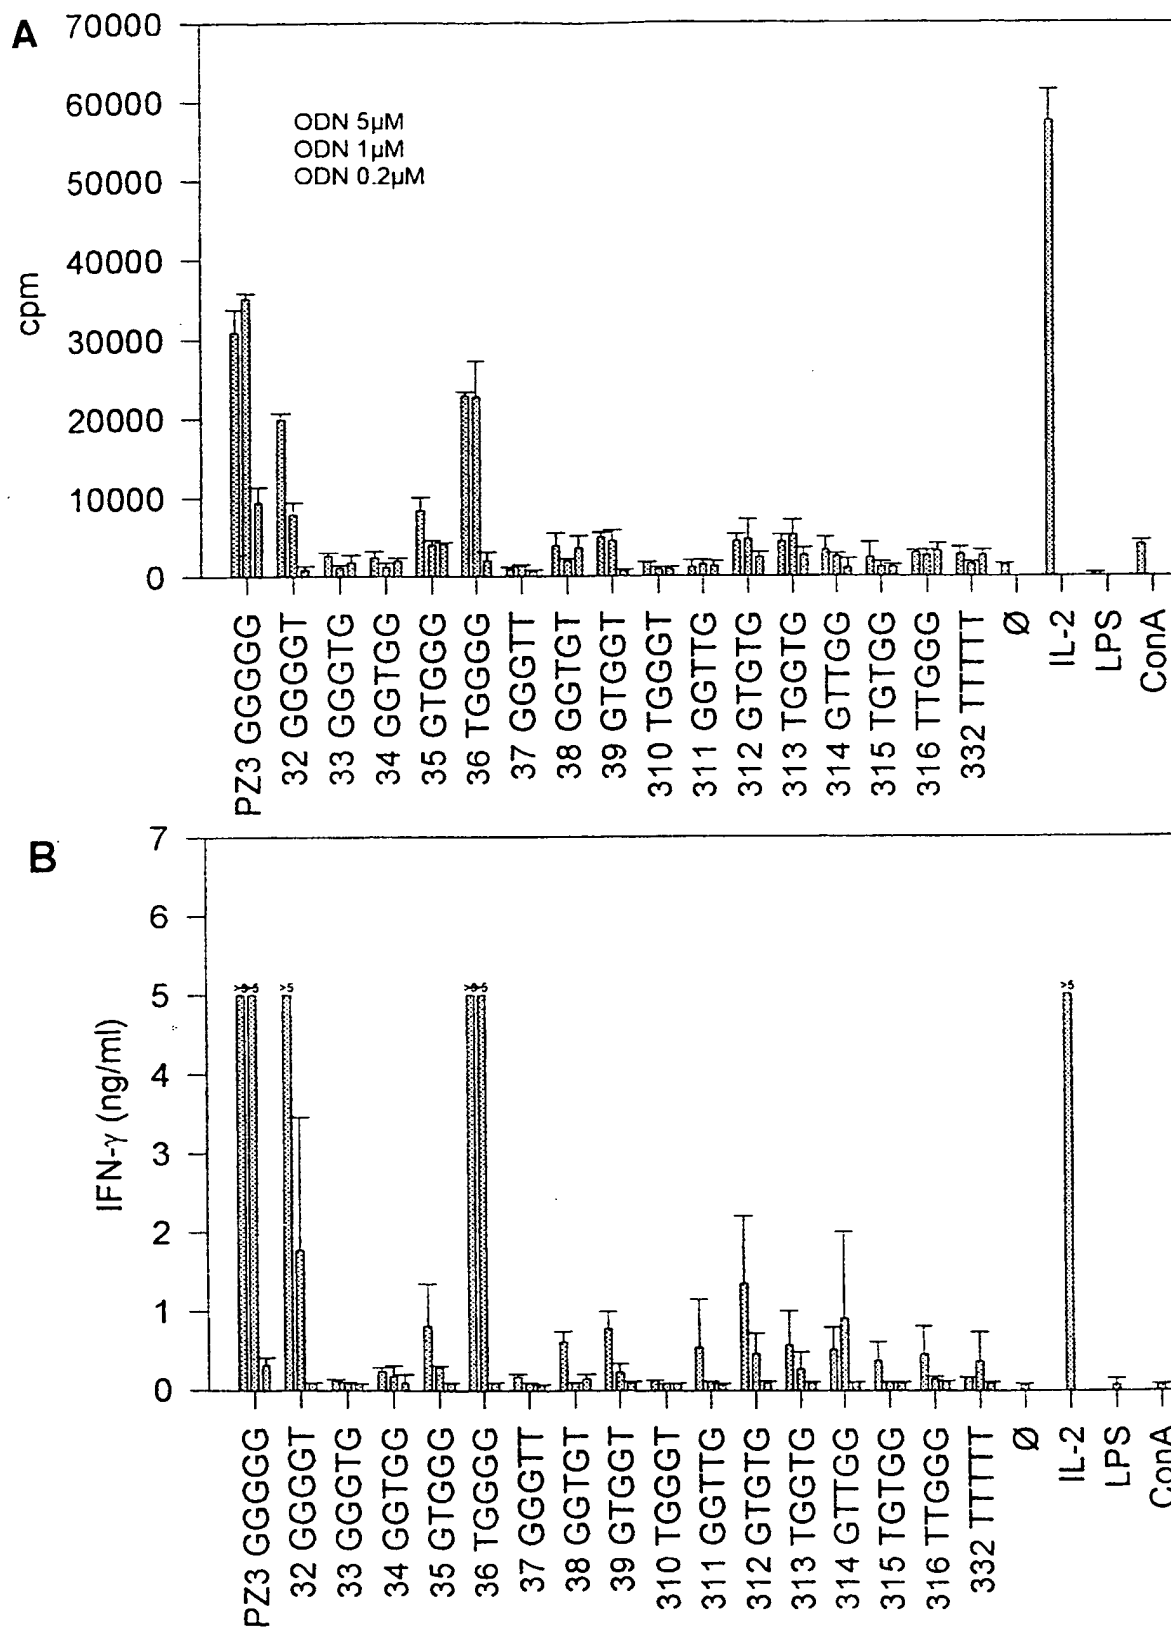 A
70000
60000
50000
40000
30000
20000
10000
0
cpm
ODN 5µM
ODN 1µM
ODN 0.2µM
PZ3 GGGGG
32 GGGGT
33 GGGTG
34 GGTGG
35 GTGGG
36 TGGGG
37 GGGTT
38 GGTGT
39 GTGGT
310 TGGGT
311 GGTTG
312 GTGTG
313 TGGTG
314 GTTGG
315 TGTGG
316 TTGGG
332 TTTTT
Ø
IL-2
LPS
ConA
B
7
6
5
4
3
2
1
0
IFN-γ (ng/ml)
>5
>5
>5
>5
>5
>5
PZ3 GGGGG
32 GGGGT
33 GGGTG
34 GGTGG
35 GTGGG
36 TGGGG
37 GGGTT
38 GGTGT
39 GTGGT
310 TGGGT
311 GGTTG
312 GTGTG
313 TGGTG
314 GTTGG
315 TGTGG
316 TTGGG
332 TTTTT
Ø
IL-2
LPS
ConA